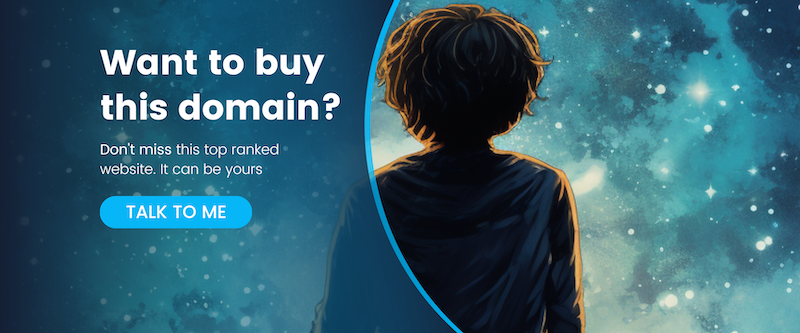 Want to buy
this domain?
Don't miss this top ranked
website. It can be yours
TALK TO ME